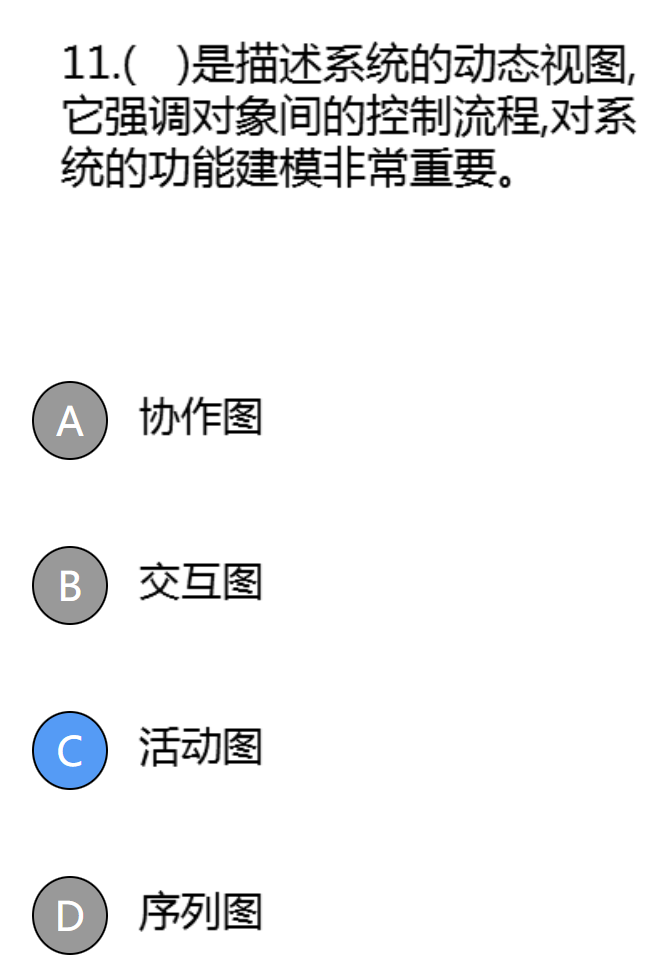 11.(   )是描述系统的动态视图,
它强调对象间的控制流程,对系
统的功能建模非常重要。
A 协作图
B 交互图
C 活动图
D 序列图